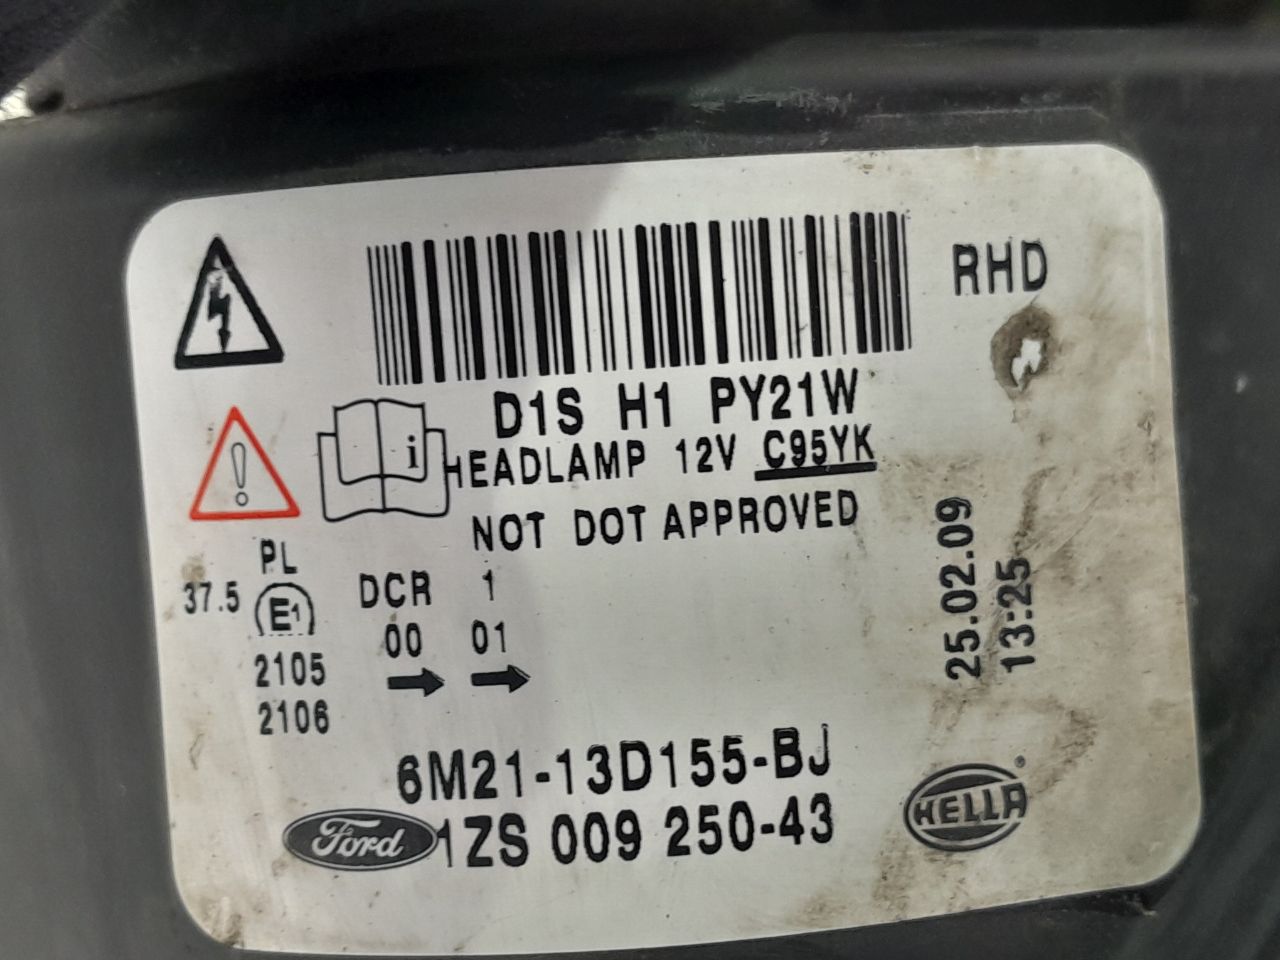 RHD
D1S H1 PY21W
HEADLAMP 12V C95YK
NOT DOT APPROVED
PL
37.5 E1
DCR 1
00 01
2105
2106
25.02.09
13:25
6M21-13D155-BJ
Ford 1ZS 009 250-43
HELLA®